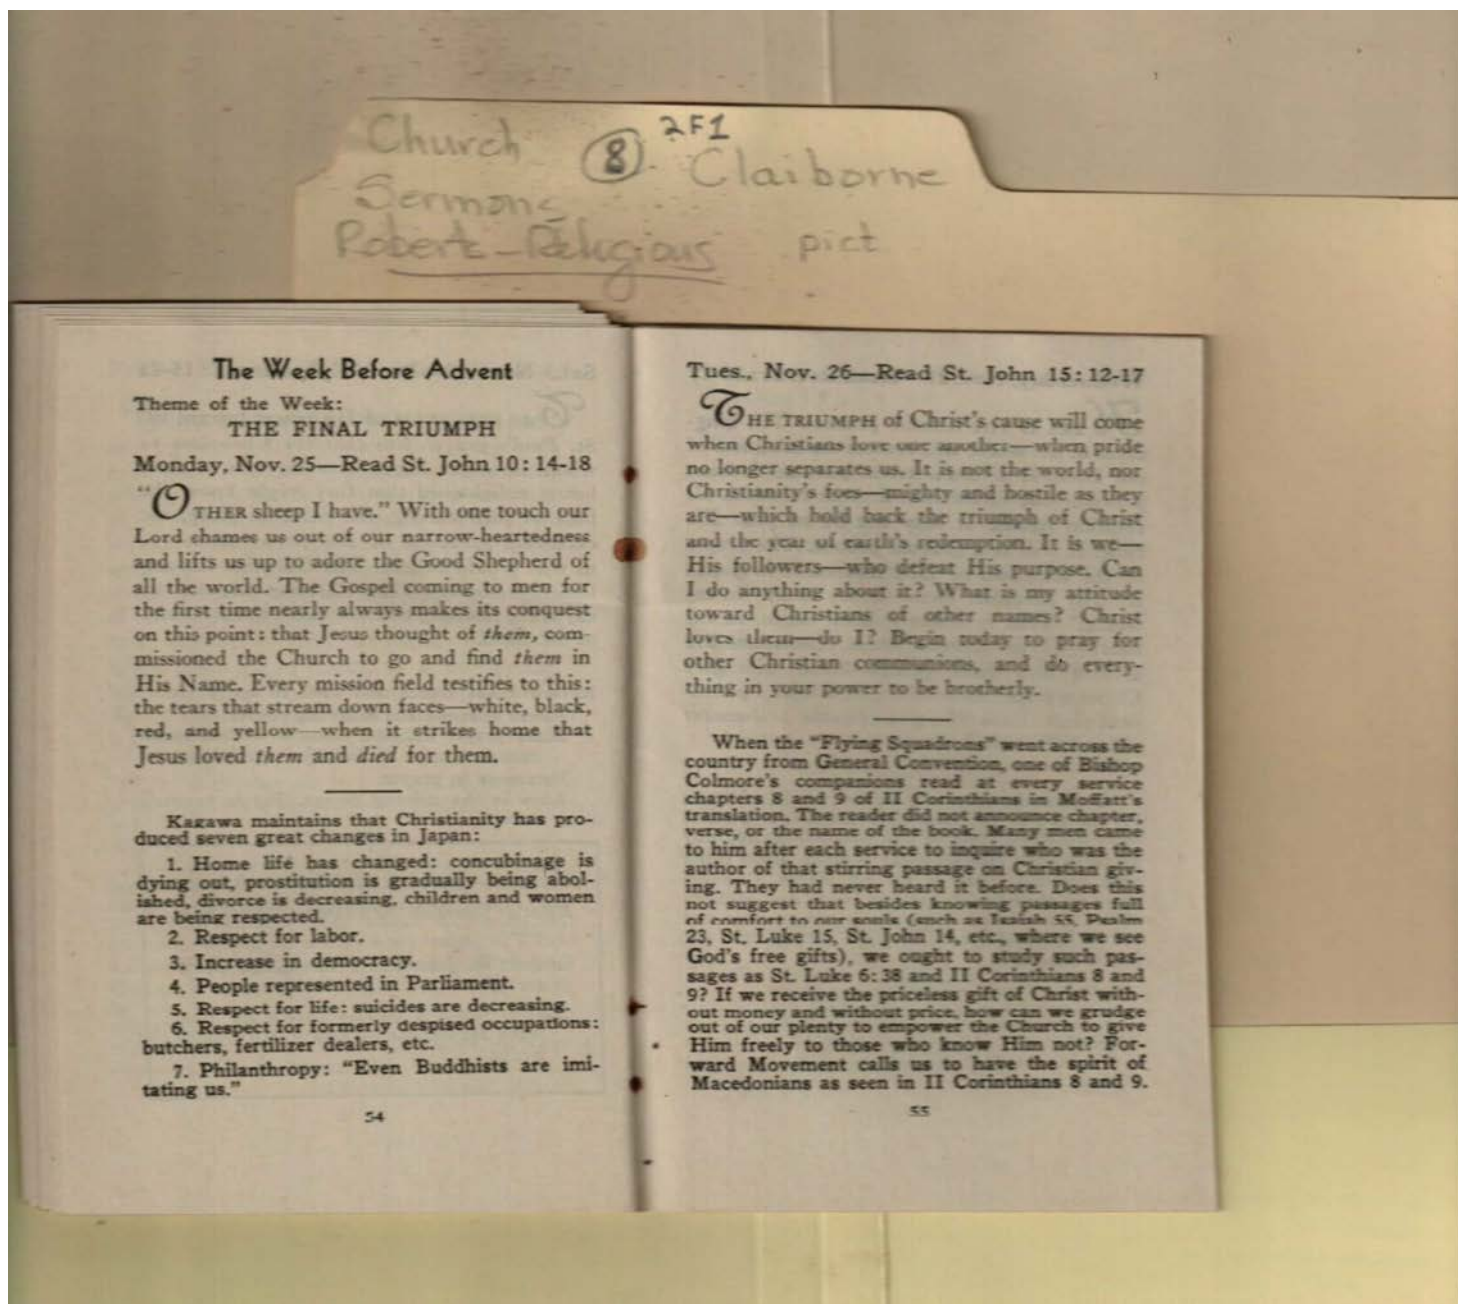 Church ⑧ 2F1 Claiborne
Sermons
Roberts-Religious pict
The Week Before Advent
Theme of the Week:
THE FINAL TRIUMPH
Monday, Nov. 25—Read St. John 10:14-18
"OTHER sheep I have." With one touch our
Lord shames us out of our narrow-heartedness
and lifts us up to adore the Good Shepherd of
all the world. The Gospel coming to men for
the first time nearly always makes its conquest
on this point: that Jesus thought of them, com-
missioned the Church to go and find them in
His Name. Every mission field testifies to this:
the tears that stream down faces—white, black,
red, and yellow—when it strikes home that
Jesus loved them and died for them.
Kagawa maintains that Christianity has pro-
duced seven great changes in Japan:
1. Home life has changed: concubinage is
dying out, prostitution is gradually being abol-
ished, divorce is decreasing, children and women
are being respected.
2. Respect for labor.
3. Increase in democracy.
4. People represented in Parliament.
5. Respect for life: suicides are decreasing.
6. Respect for formerly despised occupations:
butchers, fertilizer dealers, etc.
7. Philanthropy: "Even Buddhists are imi-
tating us."
54
Tues., Nov. 26—Read St. John 15:12-17
THE TRIUMPH of Christ's cause will come
when Christians love one another—when pride
no longer separates us. It is not the world, nor
Christianity's foes—mighty and hostile as they
are—which hold back the triumph of Christ
and the year of earth's redemption. It is we—
His followers—who defeat His purpose. Can
I do anything about it? What is my attitude
toward Christians of other names? Christ
loves them—do I? Begin today to pray for
other Christian communions, and do every-
thing in your power to be brotherly.
When the "Flying Squadrons" went across the
country from General Convention, one of Bishop
Colmore's companions read at every service
chapters 8 and 9 of II Corinthians in Moffatt's
translation. The reader did not announce chapter,
verse, or the name of the book. Many men came
to him after each service to inquire who was the
author of that stirring passage on Christian giv-
ing. They had never heard it before. Does this
not suggest that besides knowing passages full
of comfort to our souls (such as Isaiah 55, Psalm
23, St. Luke 15, St. John 14, etc., where we see
God's free gifts), we ought to study such pas-
sages as St. Luke 6:38 and II Corinthians 8 and
9? If we receive the priceless gift of Christ with-
out money and without price, how can we grudge
out of our plenty to empower the Church to give
Him freely to those who know Him not? For-
ward Movement calls us to have the spirit of
Macedonians as seen in II Corinthians 8 and 9.
55